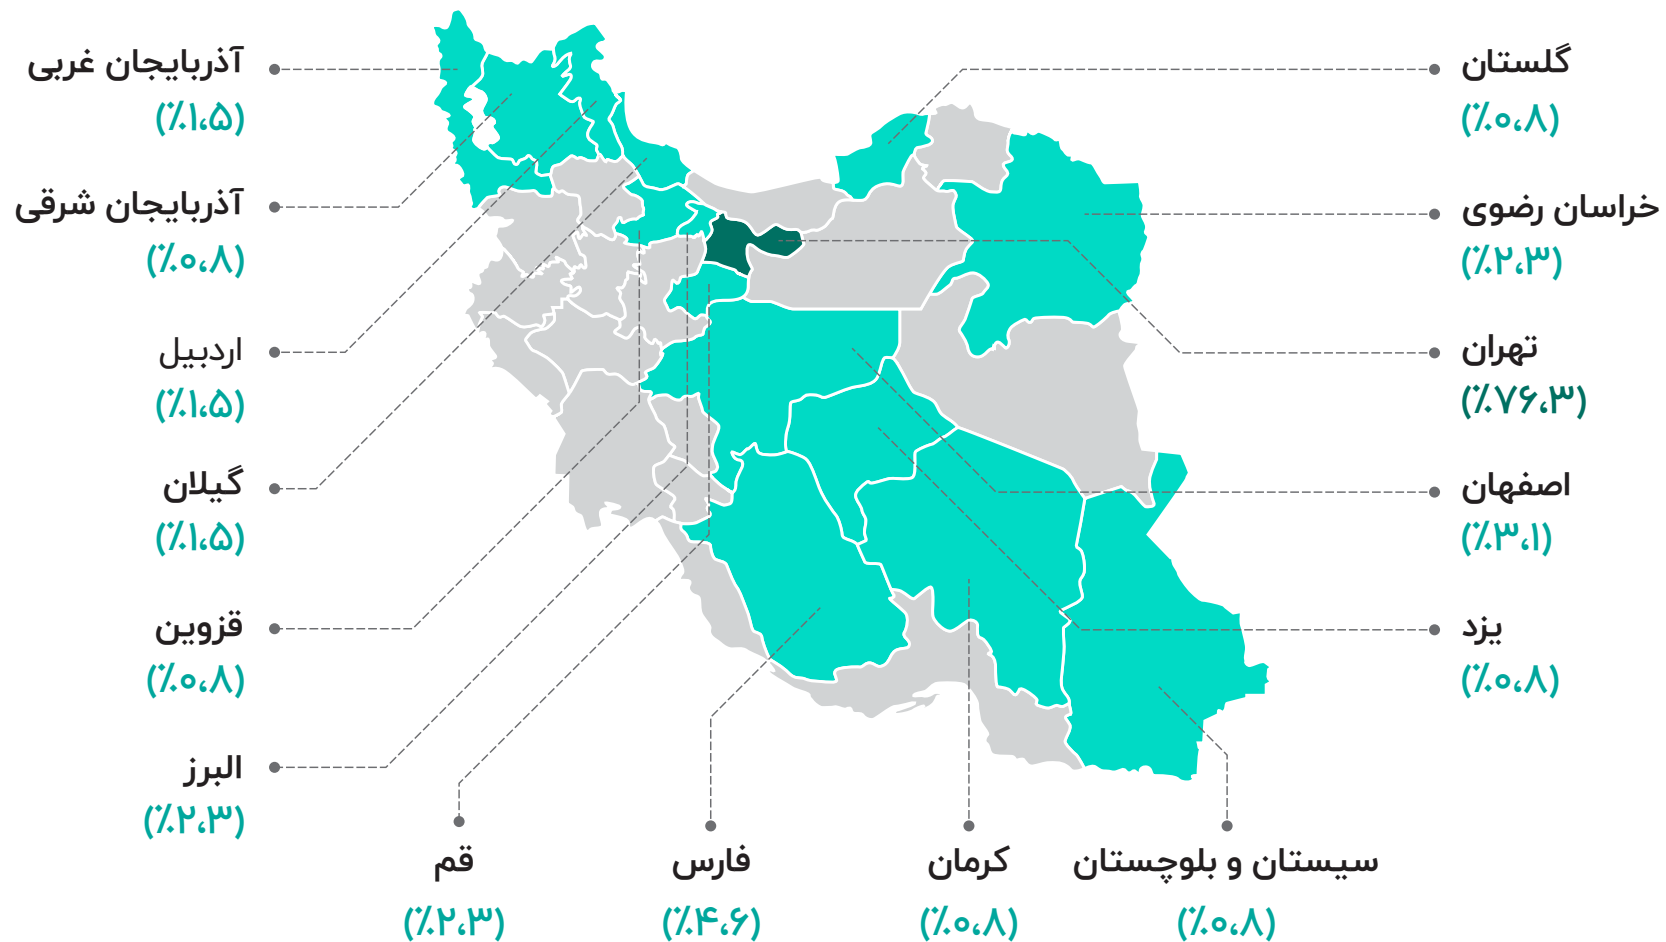 گلستان
(٪۰،۸)
خراسان رضوی
(٪۲،۳)
تهران
(٪۷۶،۳)
اصفهان
(٪۳،۱)
یزد
(٪۰،۸)
آذربایجان غربی
(٪۱،۵)
آذربایجان شرقی
(٪۰،۸)
اردبیل
(٪۱،۵)
گیلان
(٪۱،۵)
قزوین
(٪۰،۸)
البرز
(٪۲،۳)
سیستان و بلوچستان
(٪۰،۸)
کرمان
(٪۰،۸)
فارس
(٪۴،۶)
قم
(٪۲،۳)